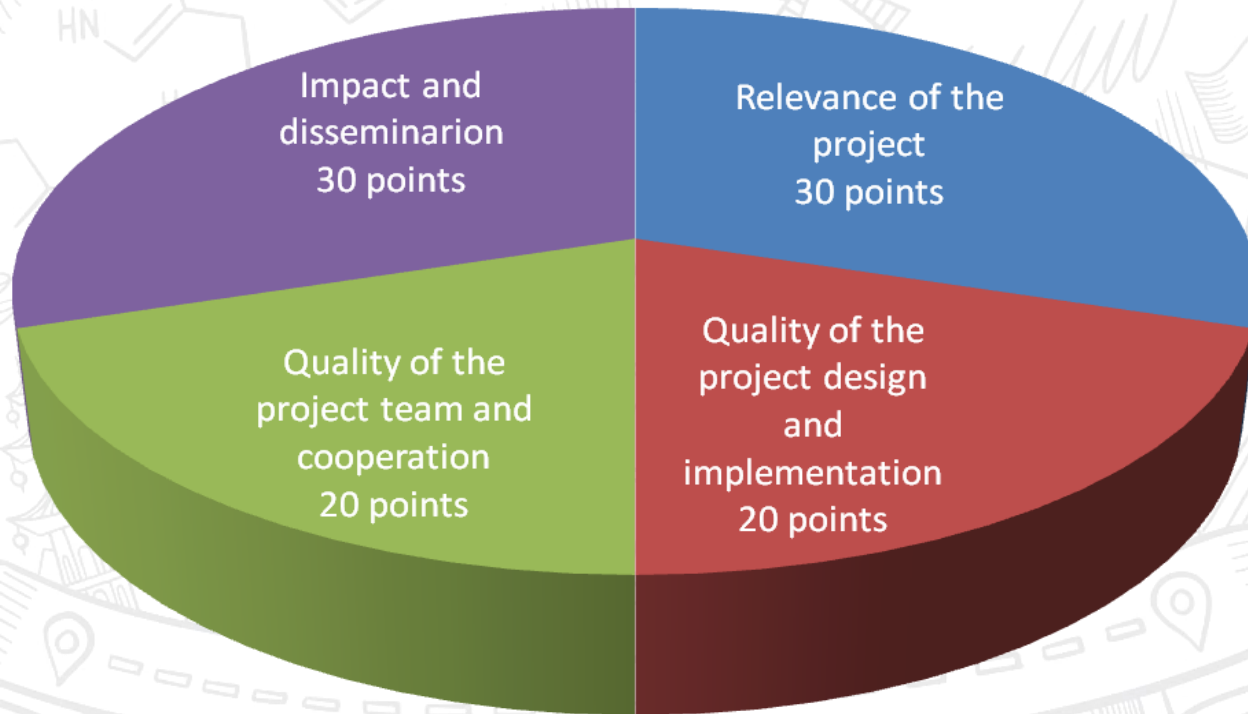 Impact and
disseminarion
30 points
Relevance of the
project
30 points
Quality of the
project team and
cooperation
20 points
Quality of the
project design
and
implementation
20 points
HN